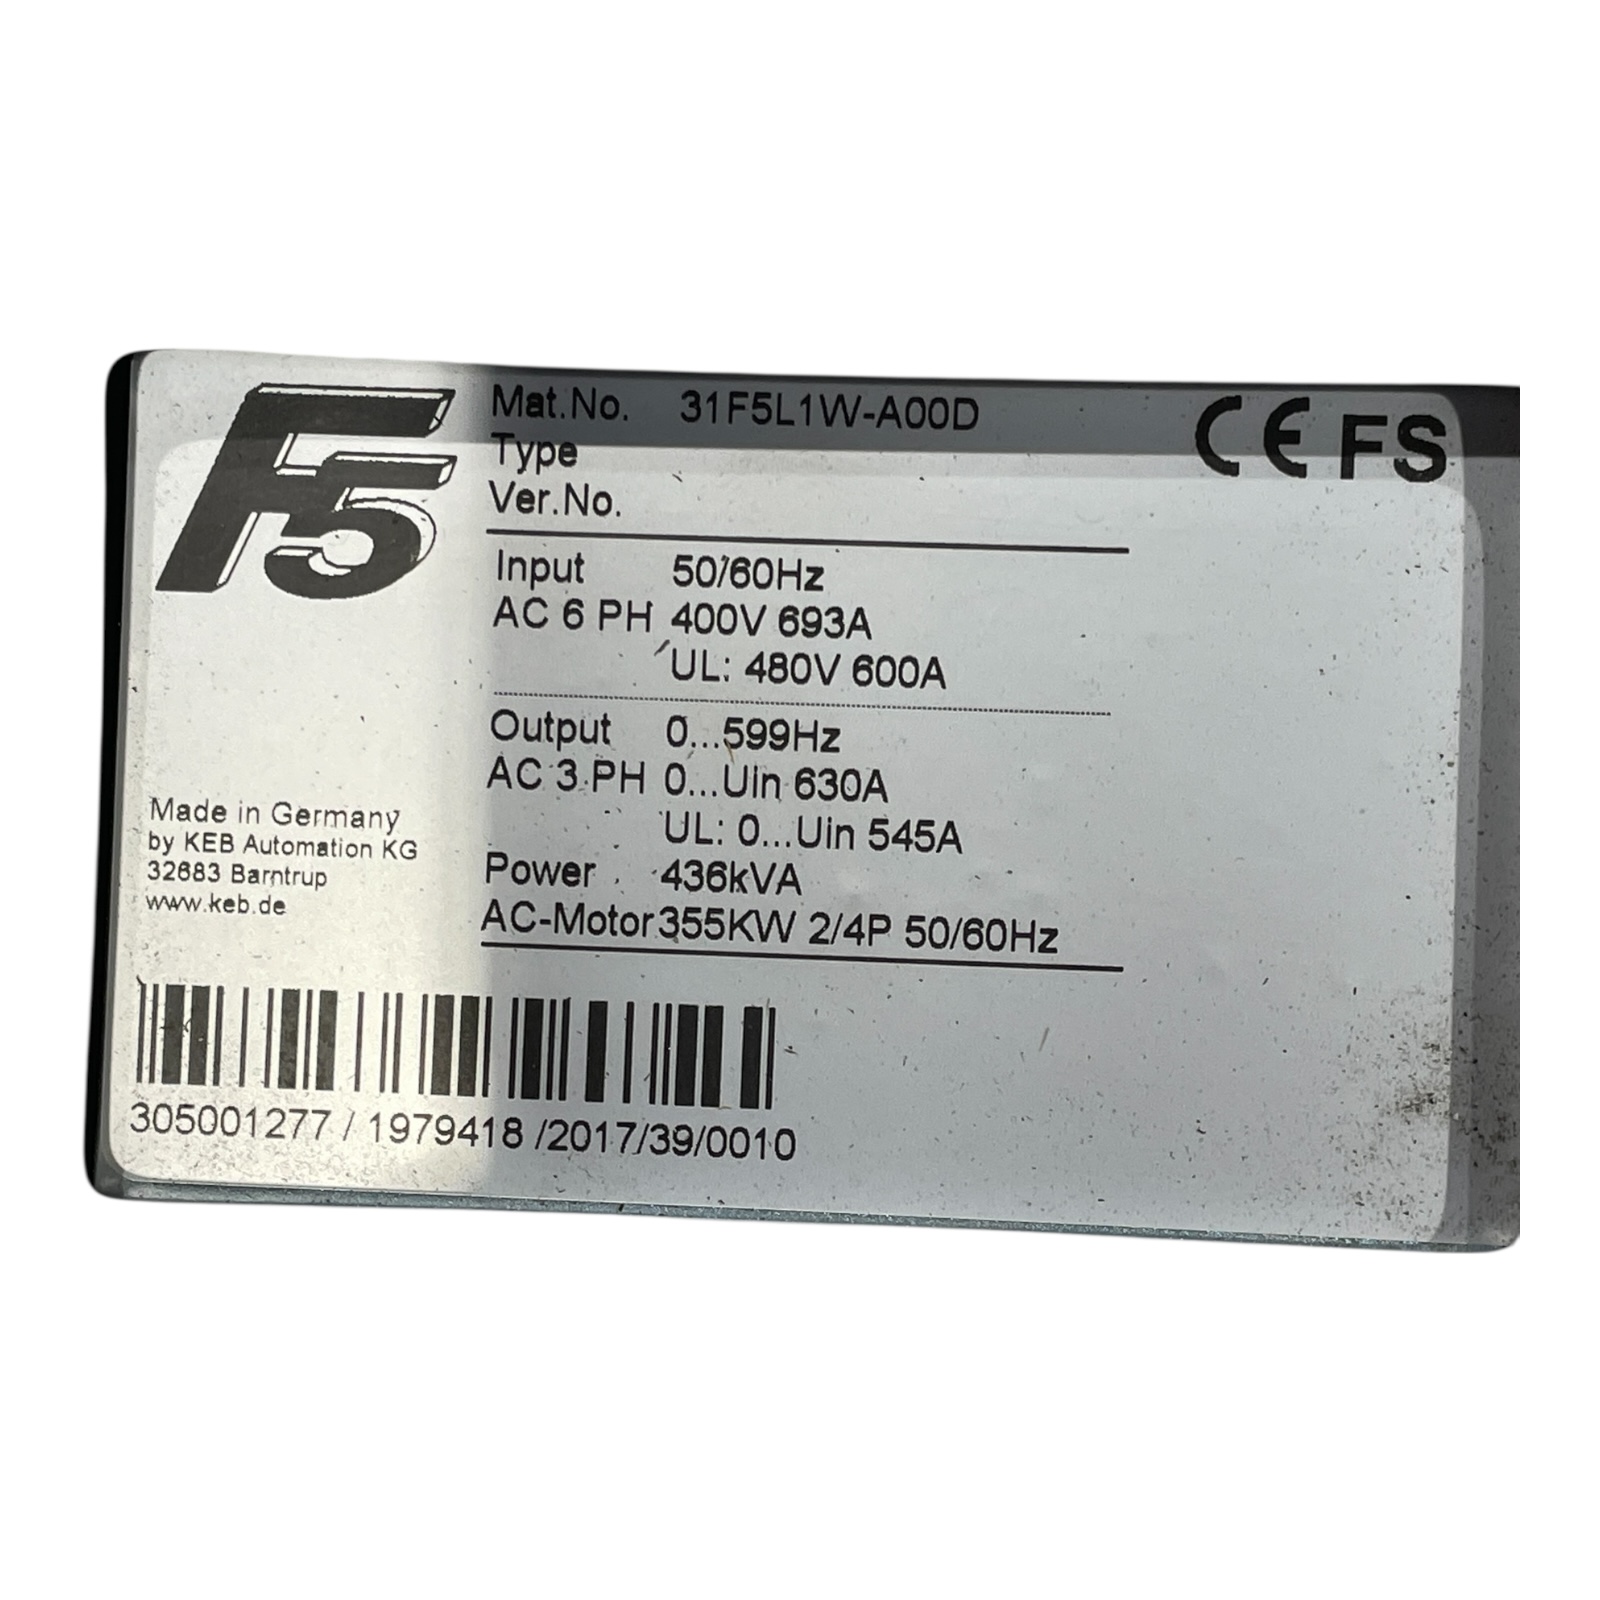 F5
Mat.No. 31F5L1W-A00D
CE FS
Type
Ver.No.
Input 50/60Hz
AC 6 PH 400V 693A
UL: 480V 600A
Output 0...599Hz
AC 3 PH 0...Uin 630A
UL: 0...Uin 545A
Power 436kVA
AC-Motor 355KW 2/4P 50/60Hz
Made in Germany
by KEB Automation KG
32683 Barntrup
www.keb.de
305001277 / 1979418 /2017/39/0010